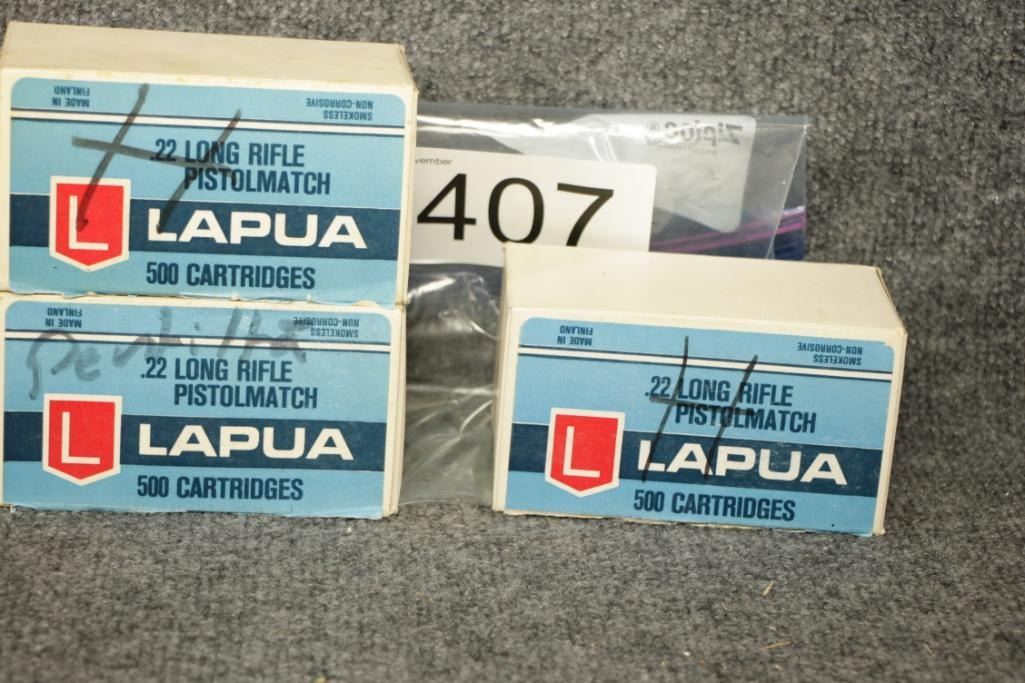 MADE IN
FINLAND
SMOKELESS
NON-CORROSIVE
.22 LONG RIFLE
PISTOLMATCH
L LAPUA
500 CARTRIDGES
MADE IN
FINLAND
SMOKELESS
NON-CORROSIVE
.22 LONG RIFLE
PISTOLMATCH
L LAPUA
500 CARTRIDGES
vember
407
Ziploc®
MADE IN
FINLAND
SMOKELESS
NON-CORROSIVE
.22 LONG RIFLE
PISTOLMATCH
L LAPUA
500 CARTRIDGES